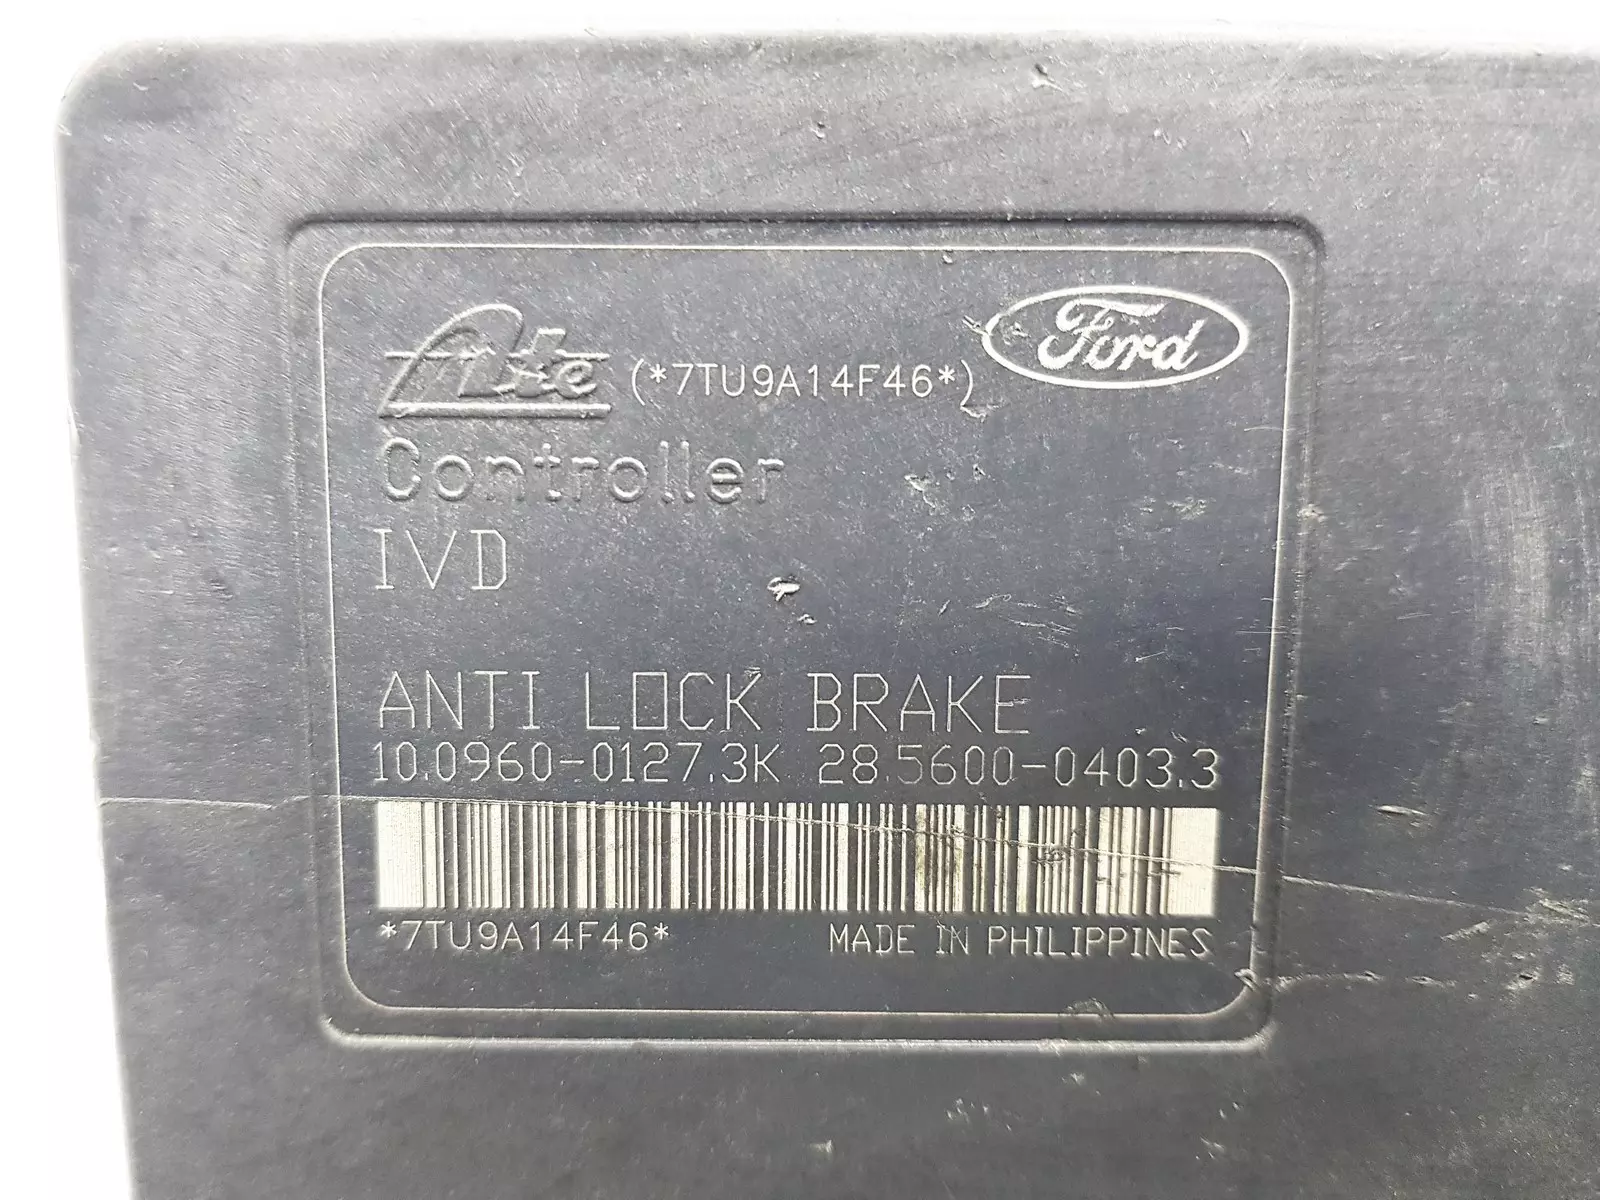 Ate (*7TU9A14F46*) Ford
Controller
IVD
ANTI LOCK BRAKE
10.0960-0127.3K 28.5600-0403.3
*7TU9A14F46* MADE IN PHILIPPINES